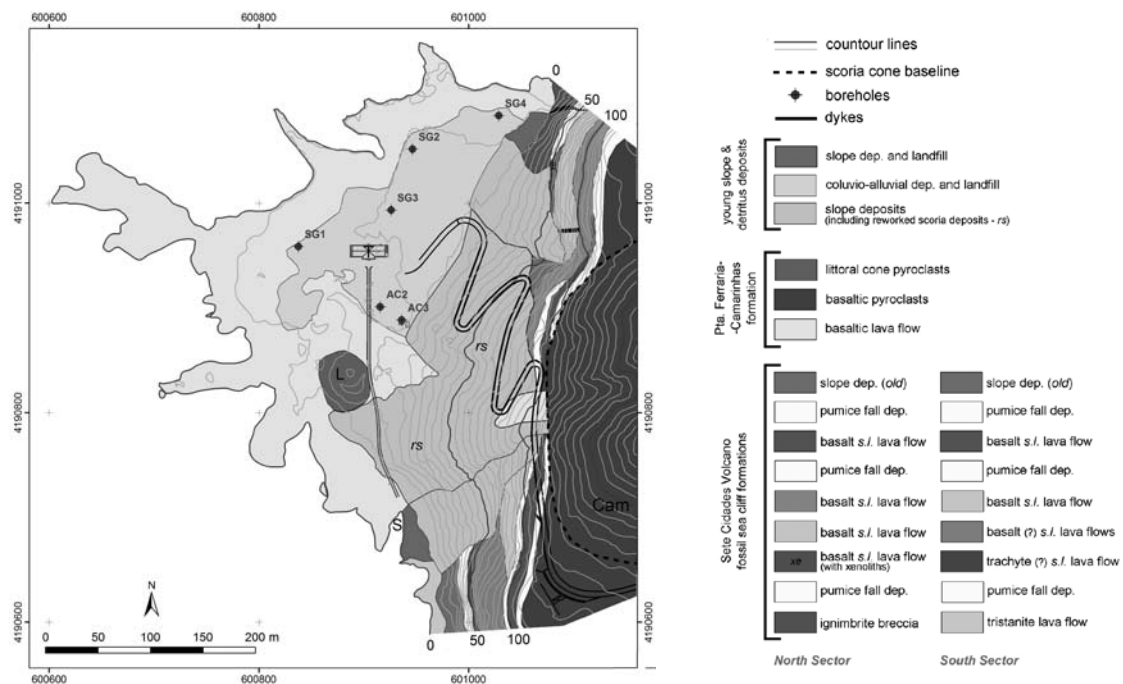 600600
600800
601000
4191000
4190800
4190600
4191000
4190800
4190600
0
50
100
SG4
SG2
SG3
SG1
AC2
AC3
rs
L
rs
Cam
S
0 50 100
N
0 50 100 150 200 m
600600
600800
601000
countour lines
scoria cone baseline
boreholes
dykes
young slope &
detritus deposits
slope dep. and landfill
coluvio-alluvial dep. and landfill
slope deposits
(including reworked scoria deposits - rs)
Pta. Ferraria-
-Camarinhas
formation
littoral cone pyroclasts
basaltic pyroclasts
basaltic lava flow
Sete Cidades Volcano
fossil sea cliff formations
slope dep. (old)
pumice fall dep.
basalt s.l. lava flow
pumice fall dep.
basalt s.l. lava flow
basalt s.l. lava flow
xe
basalt s.l. lava flow
(with xenoliths)
pumice fall dep.
ignimbrite breccia
North Sector
slope dep. (old)
pumice fall dep.
basalt s.l. lava flow
pumice fall dep.
basalt s.l. lava flow
basalt (?) s.l. lava flows
trachyte (?) s.l. lava flow
pumice fall dep.
tristanite lava flow
South Sector